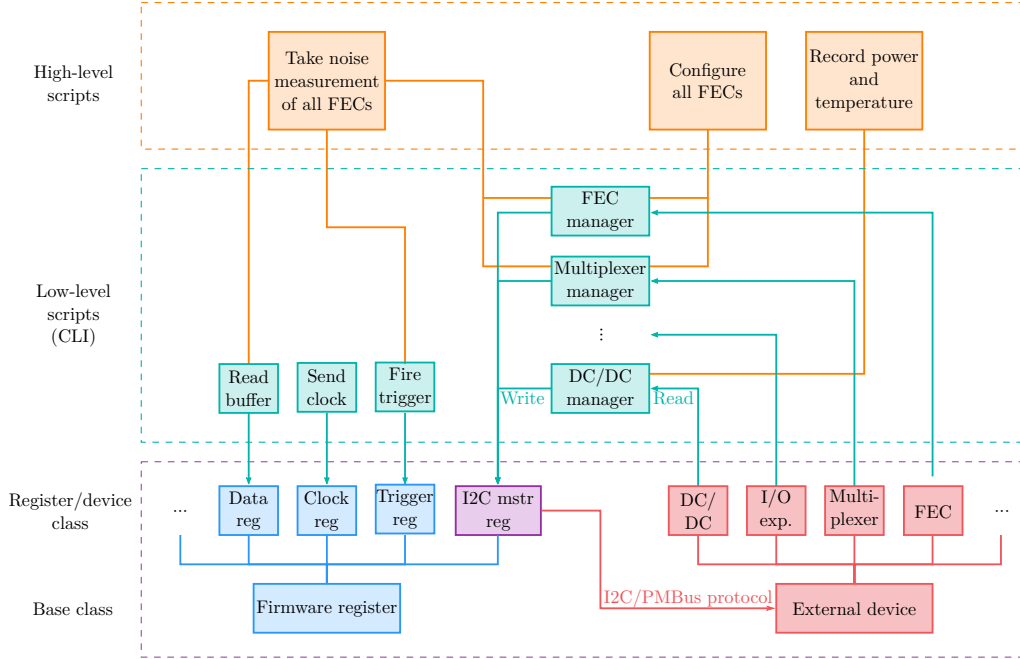 High-level
scripts
Take noise
measurement
of all FECs
Configure
all FECs
Record power
and
temperature
Low-level
scripts
(CLI)
FEC
manager
Multiplexer
manager
...
DC/DC
manager
Write
Read
Read
buffer
Send
clock
Fire
trigger
Register/device
class
...
Data
reg
Clock
reg
Trigger
reg
I2C mstr
reg
DC/
DC
I/O
exp.
Multi-
plexer
FEC
...
Base class
Firmware register
I2C/PMBus protocol
External device